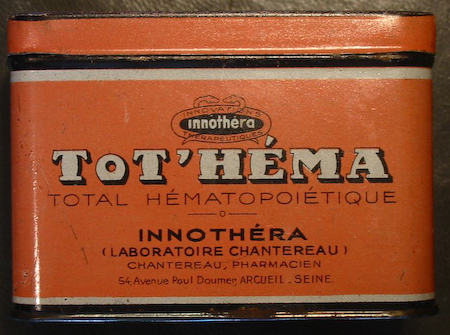 INNOVATIONS
innothéra
THÉRAPEUTIQUES
TOT'HÉMA
TOTAL HÉMATOPOIÉTIQUE
INNOTHÉRA
(LABORATOIRE CHANTEREAU)
CHANTEREAU, PHARMACIEN
54, Avenue Paul Doumer, ARCUEIL - SEINE.